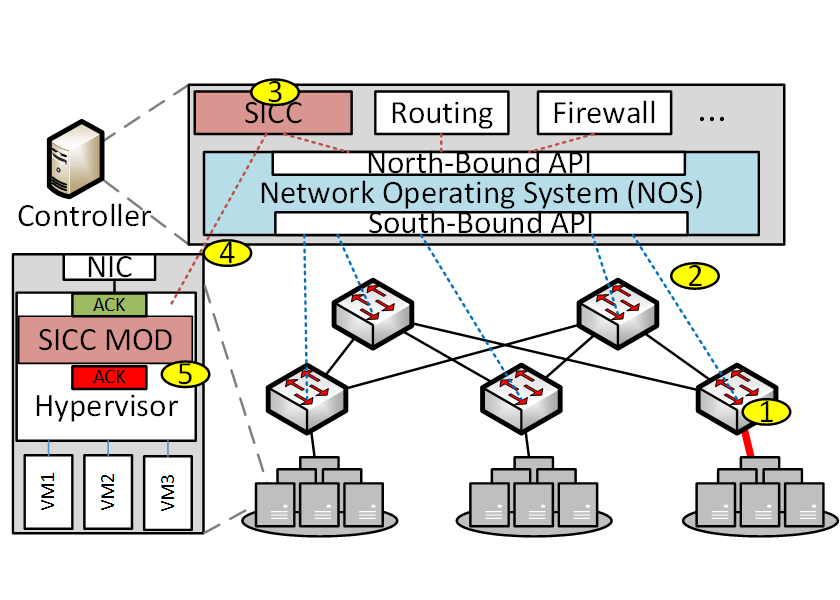 3
SICC
Routing
Firewall
...
North-Bound API
Network Operating System (NOS)
South-Bound API
Controller
4
2
NIC
ACK
SICC MOD
ACK
5
Hypervisor
1
VM1
VM2
VM3